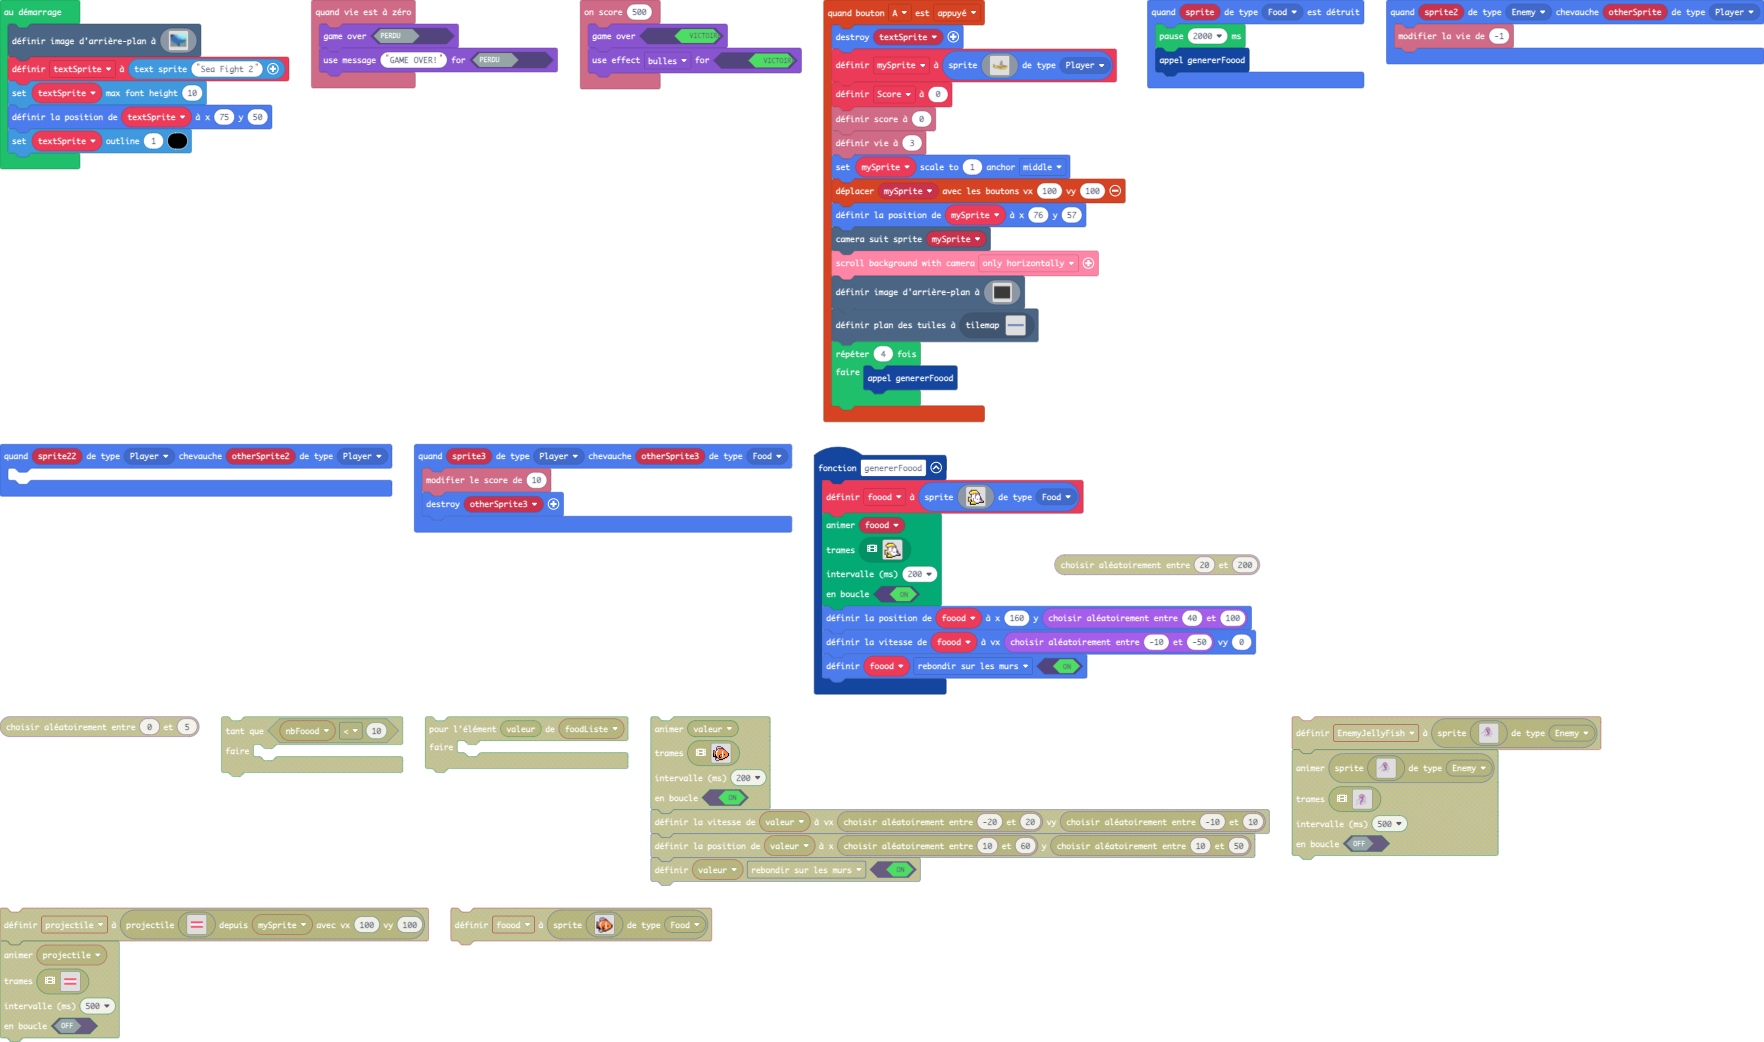 au démarrage
définir image d'arrière-plan à
définir textSprite à text sprite "Sea Fight 2"
set textSprite max font height 10
définir la position de textSprite à x 75 y 50
set textSprite outline 1
quand vie est à zéro
game over PERDU
use message "GAME OVER!" for PERDU
on score 500
game over VICTOIR
use effect bulles for VICTOIR
quand bouton A est appuyé
destroy textSprite
définir mySprite à sprite de type Player
définir Score à 0
définir score à 0
définir vie à 3
set mySprite scale to 1 anchor middle
déplacer mySprite avec les boutons vx 100 vy 100
définir la position de mySprite à x 76 y 57
camera suit sprite mySprite
scroll background with camera only horizontally
définir image d'arrière-plan à
définir plan des tuiles à tilemap
répéter 4 fois
faire appel genererFoood
quand sprite de type Food est détruit
pause 2000 ms
appel genererFoood
quand sprite2 de type Enemy chevauche otherSprite de type Player
modifier la vie de -1
quand sprite22 de type Player chevauche otherSprite2 de type Player
quand sprite3 de type Player chevauche otherSprite3 de type Food
modifier le score de 10
destroy otherSprite3
fonction genererFoood
définir foood à sprite de type Food
animer foood
trames
intervalle (ms) 200
en boucle ON
définir la position de foood à x 160 y choisir aléatoirement entre 40 et 100
définir la vitesse de foood à vx choisir aléatoirement entre -10 et -50 vy 0
définir foood rebondir sur les murs ON
choisir aléatoirement entre 20 et 200
choisir aléatoirement entre 0 et 5
tant que nbFoood < 10
faire
pour l'élément valeur de foodListe
faire
animer valeur
trames
intervalle (ms) 200
en boucle ON
définir la vitesse de valeur à vx choisir aléatoirement entre -20 et 20 vy choisir aléatoirement entre -10 et 10
définir la position de valeur à x choisir aléatoirement entre 10 et 60 y choisir aléatoirement entre 10 et 50
définir valeur rebondir sur les murs ON
définir EnemyJellyFish à sprite de type Enemy
animer sprite de type Enemy
trames
intervalle (ms) 500
en boucle OFF
définir projectile à projectile depuis mySprite avec vx 100 vy 100
animer projectile
trames
intervalle (ms) 500
en boucle OFF
définir foood à sprite de type Food